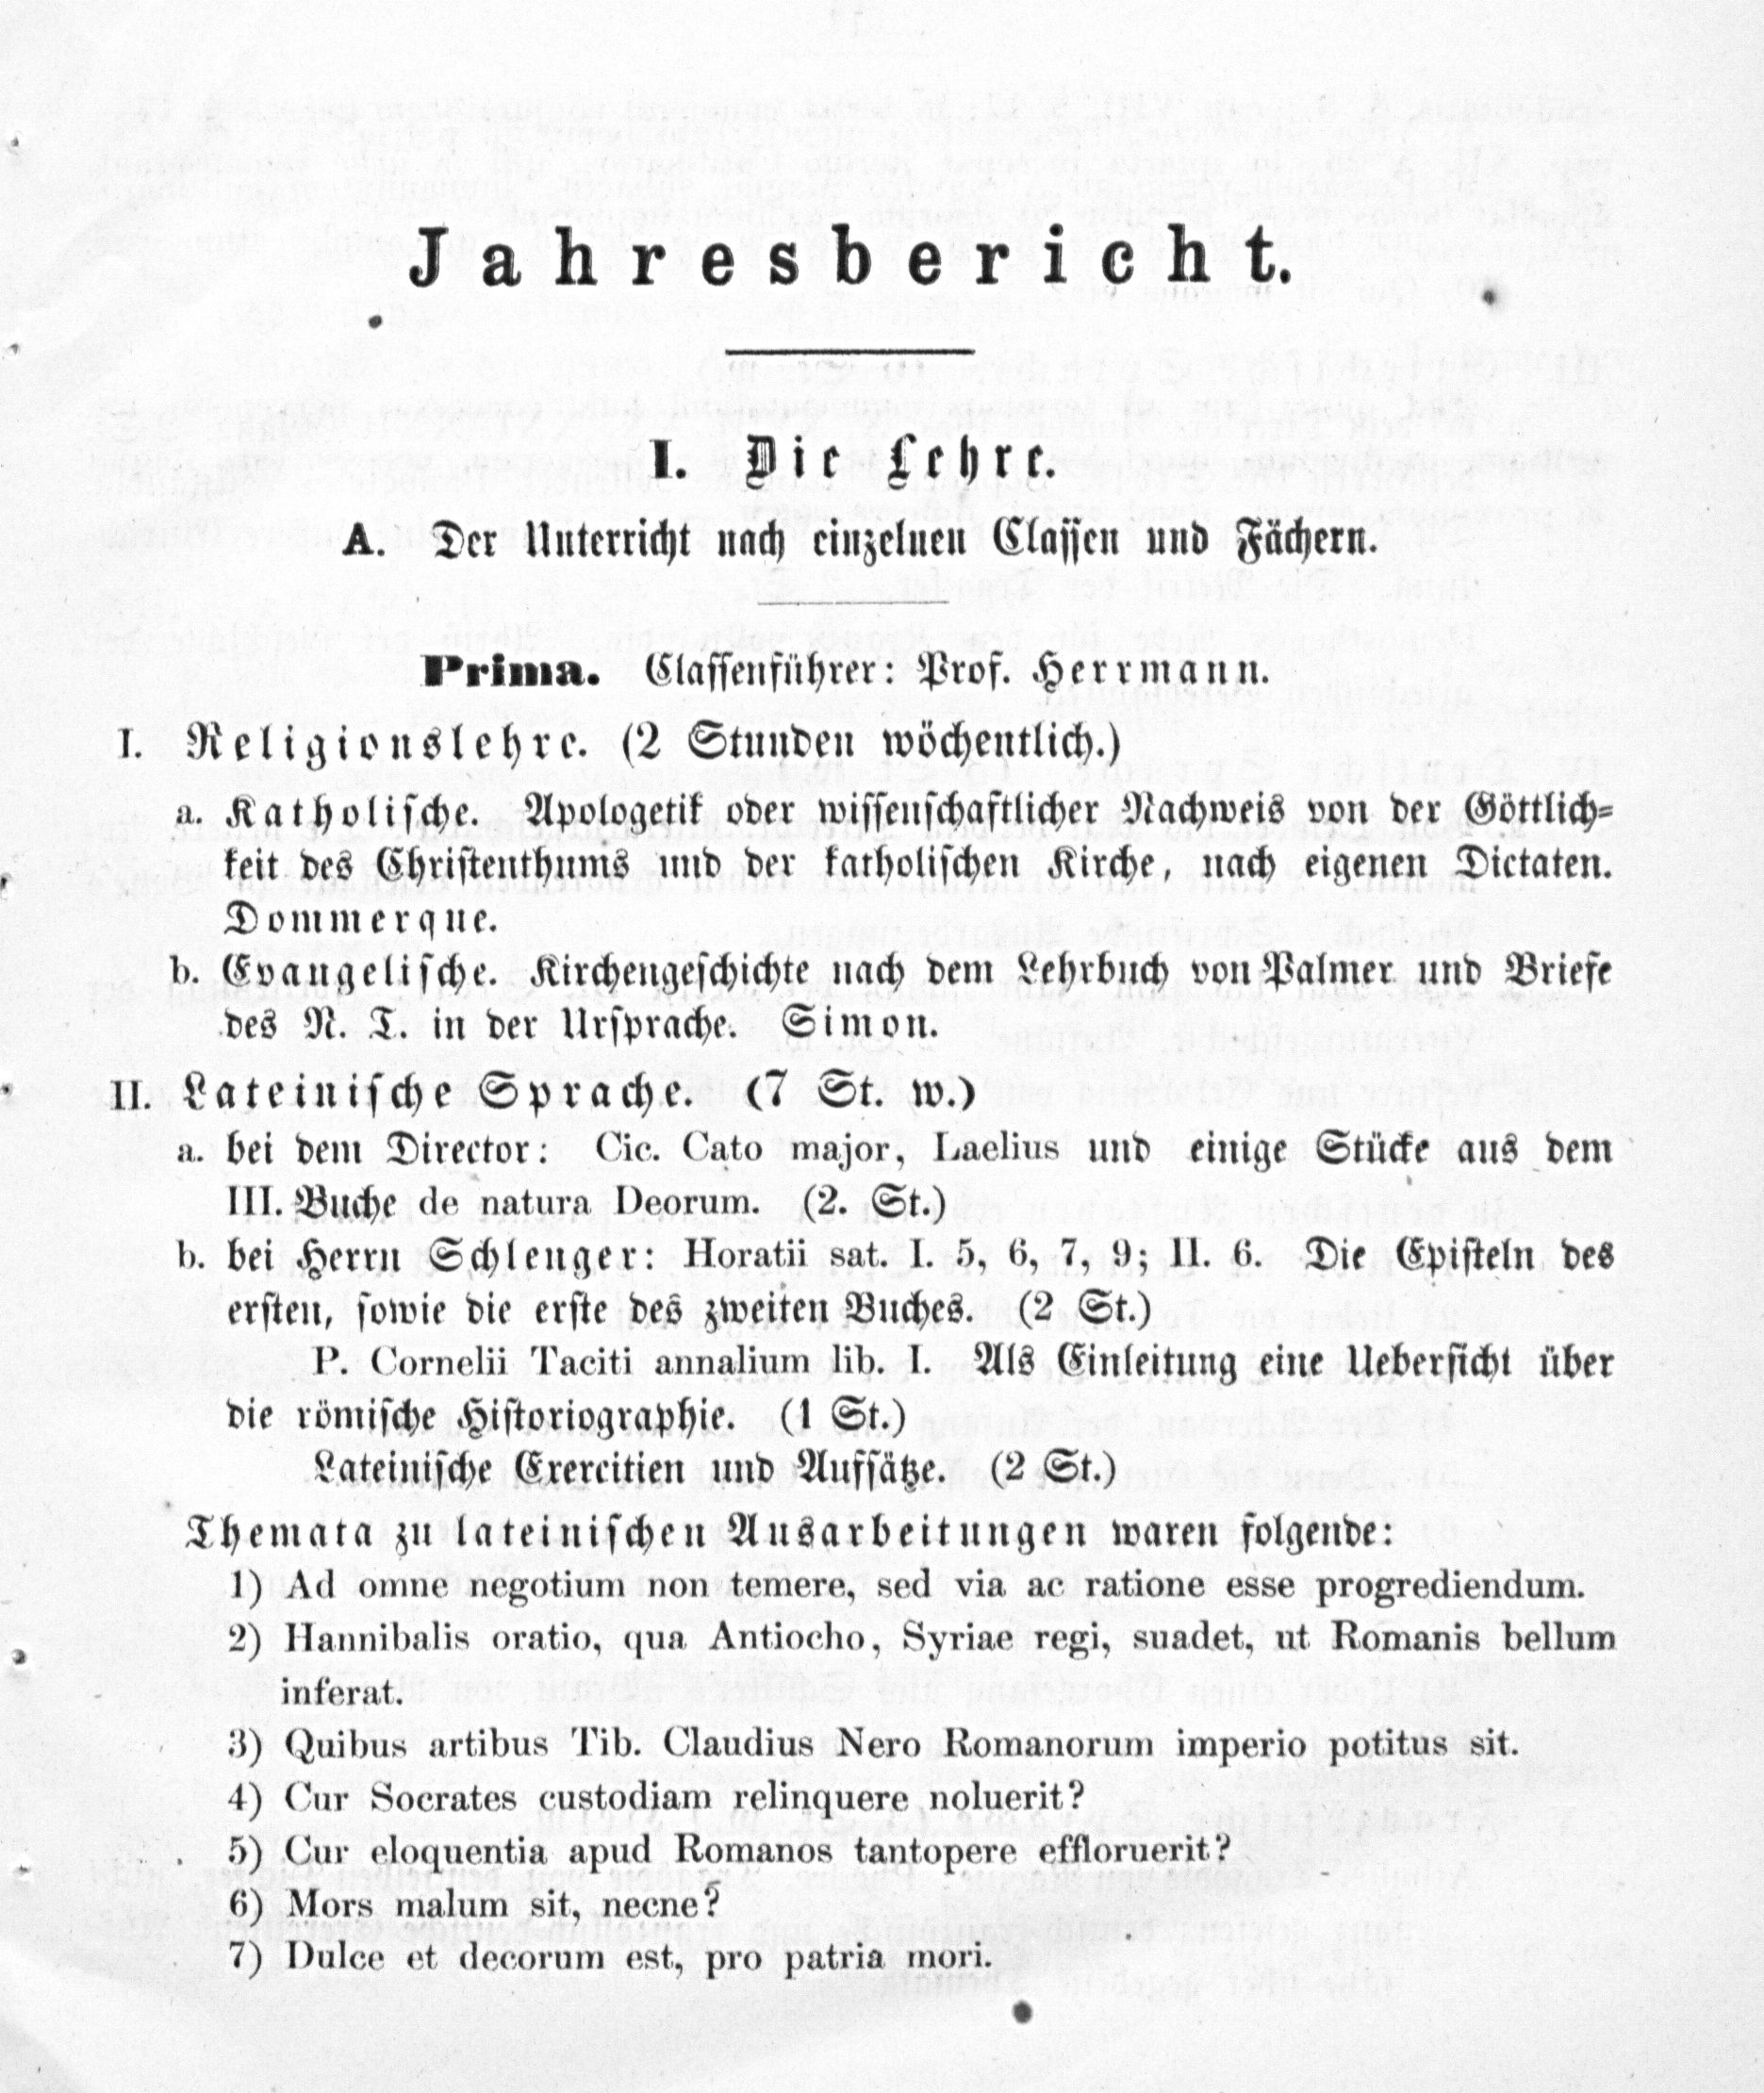 Jahresbericht.
I. Die Lehre.
A. Der Unterricht nach einzelnen Classen und Fächern.
Prima. Classenführer: Prof. Herrmann.
I. Religionslehre. (2 Stunden wöchentlich.)
a. Katholische. Apologetik oder wissenschaftlicher Nachweis von der Göttlich-
keit des Christenthums und der katholischen Kirche, nach eigenen Dictaten.
Dommerque.
b. Evangelische. Kirchengeschichte nach dem Lehrbuch von Palmer und Briefe
des N. T. in der Ursprache. Simon.
II. Lateinische Sprache. (7 St. w.)
a. bei dem Director: Cic. Cato major, Laelius und einige Stücke aus dem
III. Buche de natura Deorum. (2. St.)
b. bei Herrn Schlenger: Horatii sat. I. 5, 6, 7, 9; II. 6. Die Episteln des
ersten, sowie die erste des zweiten Buches. (2 St.)
P. Cornelii Taciti annalium lib. I. Als Einleitung eine Uebersicht über
die römische Historiographie. (1 St.)
Lateinische Exercitien und Aufsätze. (2 St.)
Themata zu lateinischen Ausarbeitungen waren folgende:
1) Ad omne negotium non temere, sed via ac ratione esse progrediendum.
2) Hannibalis oratio, qua Antiocho, Syriae regi, suadet, ut Romanis bellum
inferat.
3) Quibus artibus Tib. Claudius Nero Romanorum imperio potitus sit.
4) Cur Socrates custodiam relinquere noluerit?
5) Cur eloquentia apud Romanos tantopere effloruerit?
6) Mors malum sit, necne?
7) Dulce et decorum est, pro patria mori.